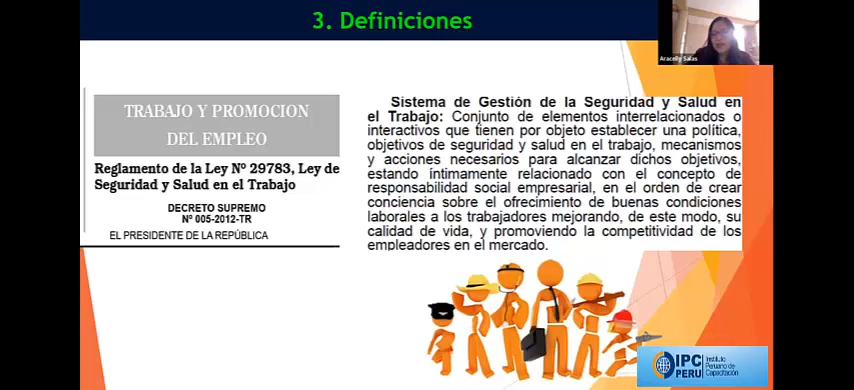 3. Definiciones
Aracelly Salas
TRABAJO Y PROMOCION
DEL EMPLEO
Reglamento de la Ley Nº 29783, Ley de
Seguridad y Salud en el Trabajo
DECRETO SUPREMO
Nº 005-2012-TR
EL PRESIDENTE DE LA REPÚBLICA
Sistema de Gestión de la Seguridad y Salud en
el Trabajo: Conjunto de elementos interrelacionados o
interactivos que tienen por objeto establecer una política,
objetivos de seguridad y salud en el trabajo, mecanismos
y acciones necesarios para alcanzar dichos objetivos,
estando íntimamente relacionado con el concepto de
responsabilidad social empresarial, en el orden de crear
conciencia sobre el ofrecimiento de buenas condiciones
laborales a los trabajadores mejorando, de este modo, su
calidad de vida, y promoviendo la competitividad de los
empleadores en el mercado.
IPC
PERU
Instituto
Peruano de
Capacitación